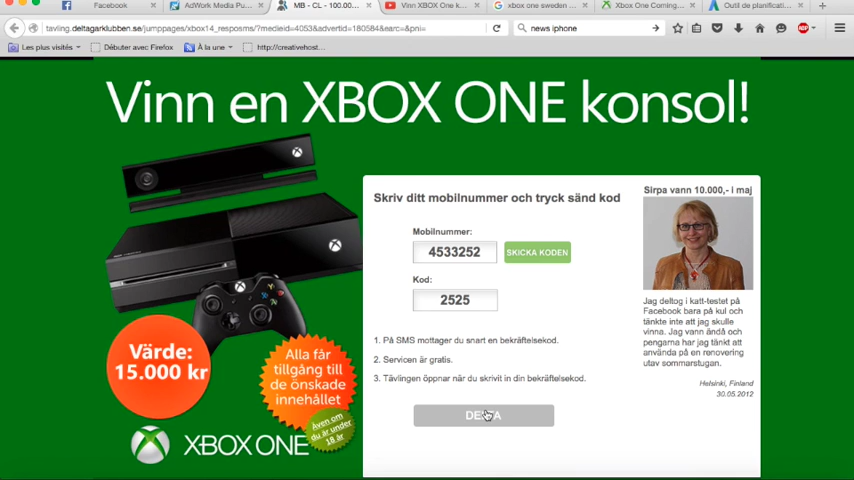 Facebook
AdWork Media Pu...
MB - CL - 100.00...
Vinn XBOX One k...
xbox one sweden ...
Xbox One Coming...
Outil de planificati...
tavling.deltagarklubben.se/jumppages/xbox14_resposms/?medieid=4053&advertid=180584&earc=&pni=
news iphone
Les plus visités
Débuter avec Firefox
À la une
http://creativehost...
Vinn en XBOX ONE konsol!
Skriv ditt mobilnummer och tryck sänd kod
Mobilnummer:
4533252
SKICKA KODEN
Kod:
2525
1. På SMS mottager du snart en bekräftelsekod.
2. Servicen är gratis.
3. Tävlingen öppnar når du skrivit in din bekräftelsekod.
Sirpa vann 10.000,- i maj
Jag deltog i katt-testet på
Facebook bara på kul och
tänkte inte att jag skulle
vinna. Jag vann ändå och
pengarna har jag tänkt att
använda på en renovering
utav sommarstugan.
Helsinki, Finland
30.05.2012
Värde:
15.000 kr
Alla får
tillgång till
de önskade
innehållet
Även om
du är under
18 år
XBOX ONE